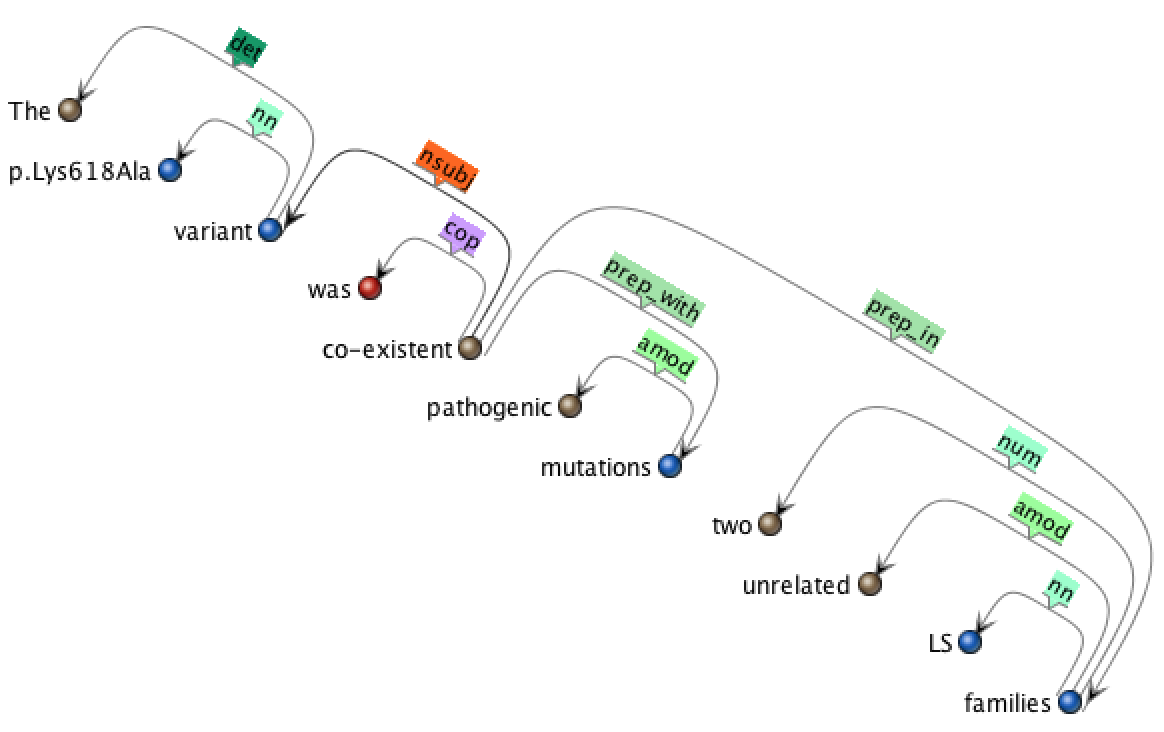 det
The
nn
p.Lys618Ala
nsubj
variant
cop
was
prep_with
prep_in
co-existent
amod
pathogenic
num
mutations
amod
two
unrelated
nn
LS
families